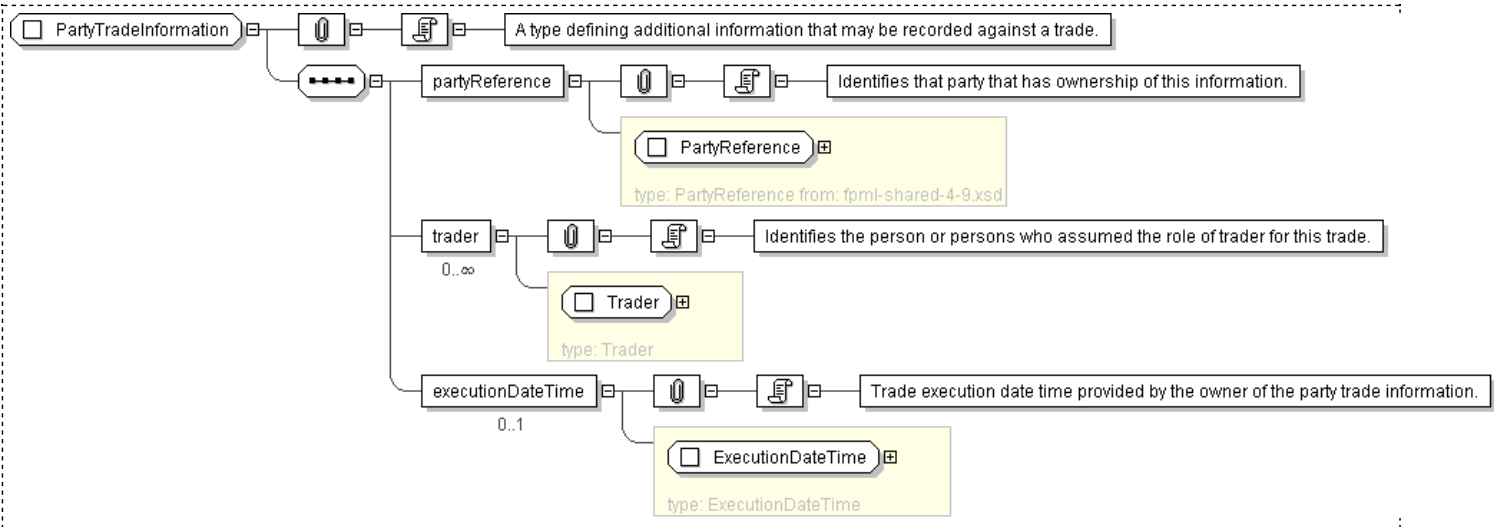 PartyTradeInformation
A type defining additional information that may be recorded against a trade.
partyReference
Identifies that party that has ownership of this information.
PartyReference
type: PartyReference from: fpml-shared-4-9.xsd
trader
Identifies the person or persons who assumed the role of trader for this trade.
0..∞
Trader
type: Trader
executionDateTime
Trade execution date time provided by the owner of the party trade information.
0..1
ExecutionDateTime
type: ExecutionDateTime